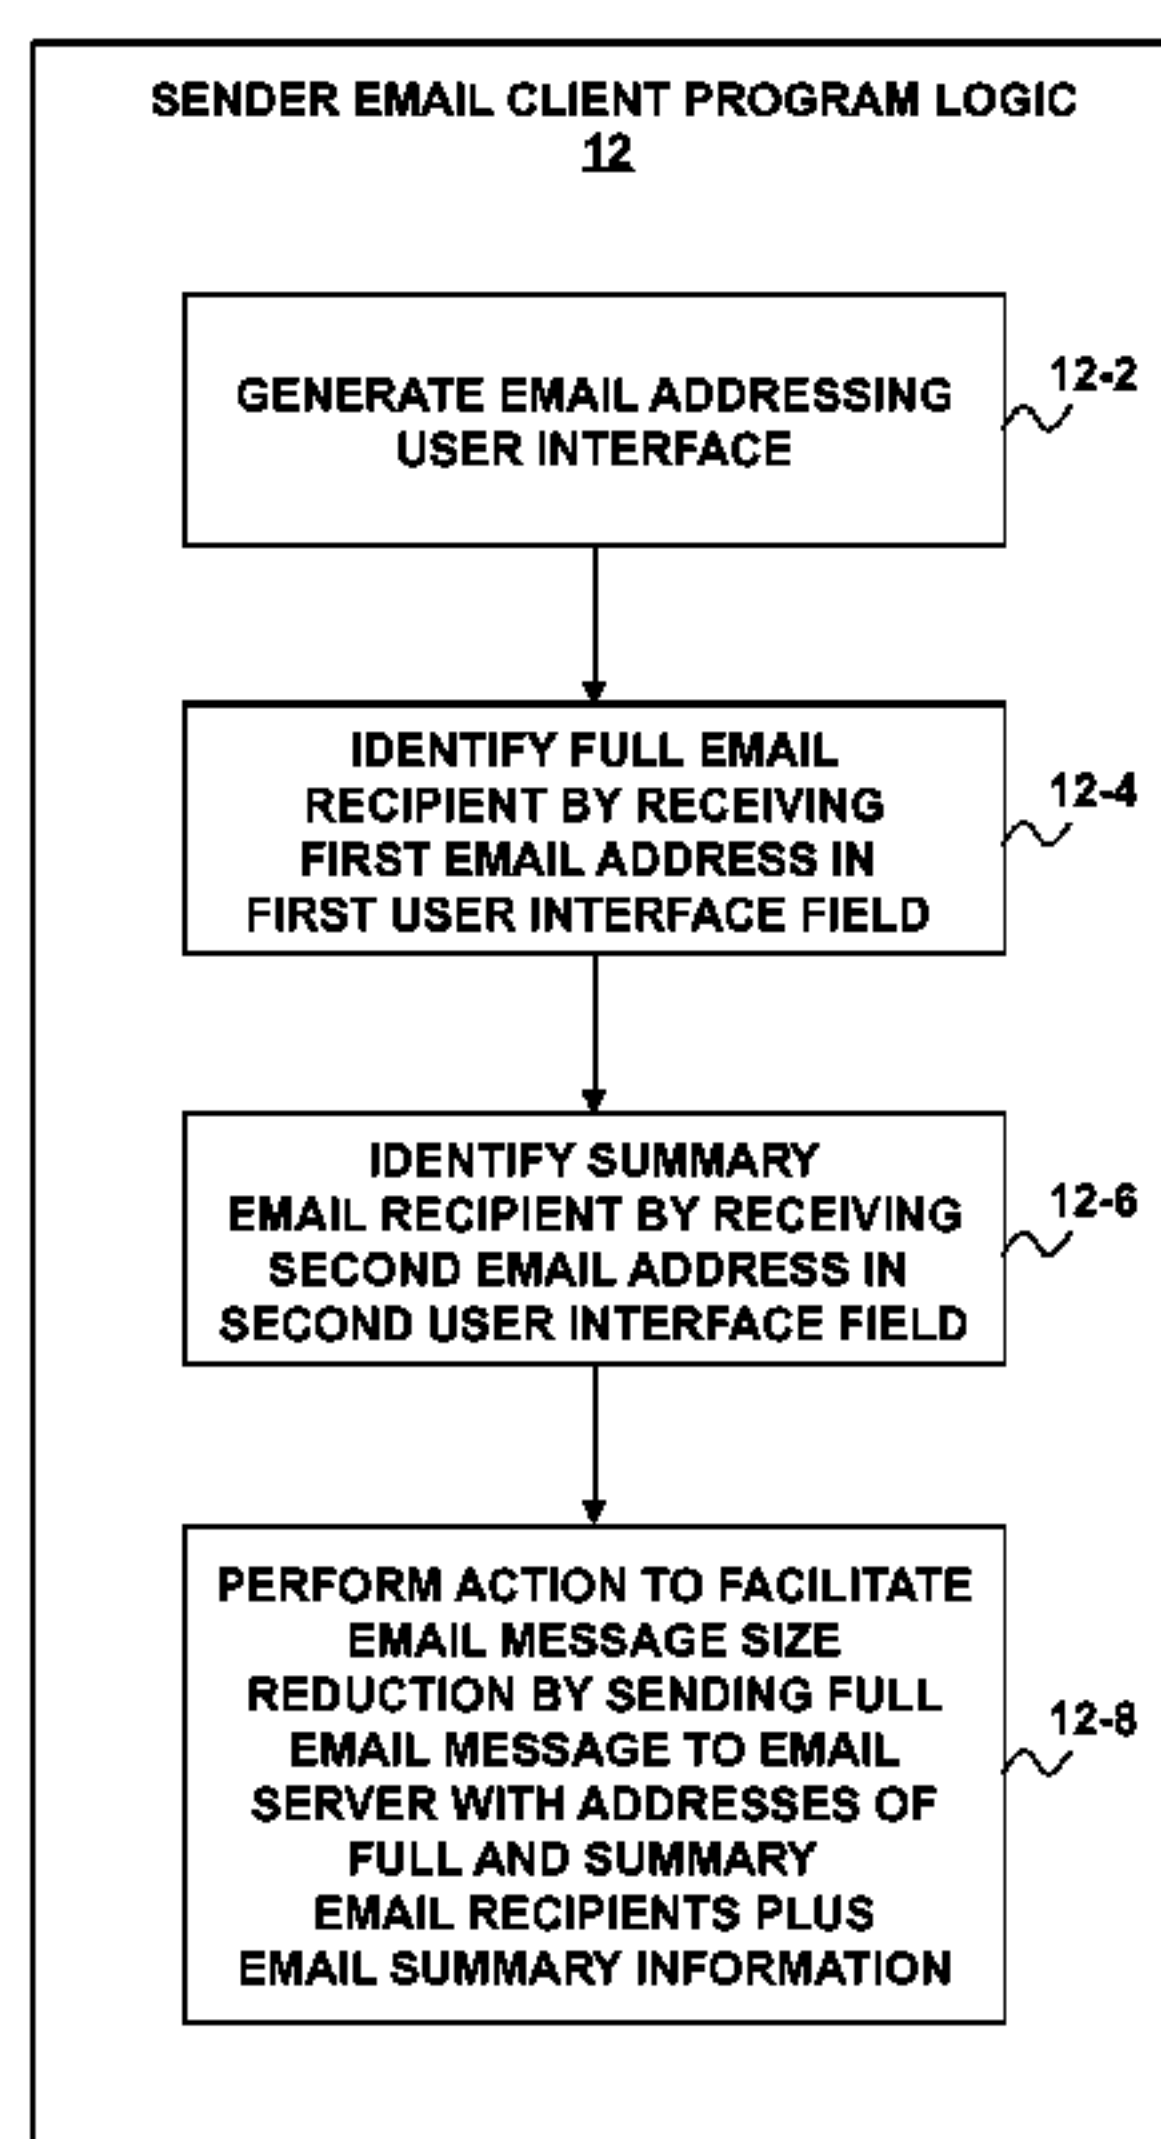 SENDER EMAIL CLIENT PROGRAM LOGIC
12
GENERATE EMAIL ADDRESSING
USER INTERFACE
12-2
IDENTIFY FULL EMAIL
RECIPIENT BY RECEIVING
FIRST EMAIL ADDRESS IN
FIRST USER INTERFACE FIELD
12-4
IDENTIFY SUMMARY
EMAIL RECIPIENT BY RECEIVING
SECOND EMAIL ADDRESS IN
SECOND USER INTERFACE FIELD
12-6
PERFORM ACTION TO FACILITATE
EMAIL MESSAGE SIZE
REDUCTION BY SENDING FULL
EMAIL MESSAGE TO EMAIL
SERVER WITH ADDRESSES OF
FULL AND SUMMARY
EMAIL RECIPIENTS PLUS
EMAIL SUMMARY INFORMATION
12-8